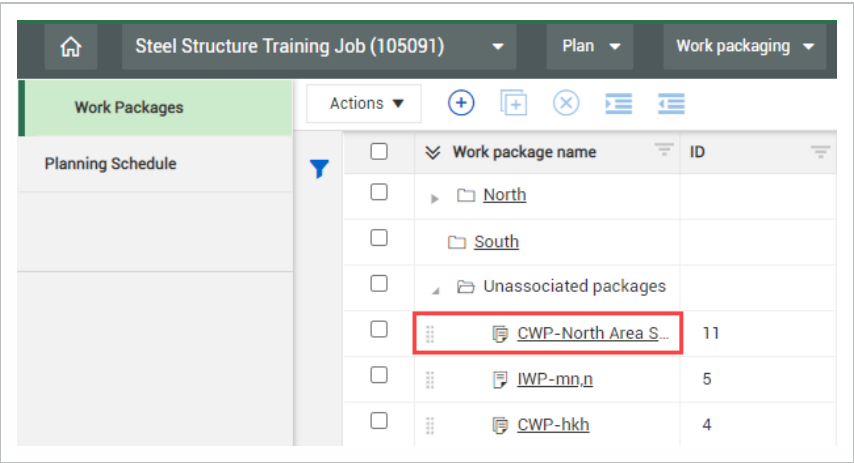 Steel Structure Training Job (105091) Plan Work packaging
Work Packages
Planning Schedule
Actions
Work package name ID
North
South
Unassociated packages
CWP-North Area S... 11
IWP-mn,n 5
CWP-hkh 4